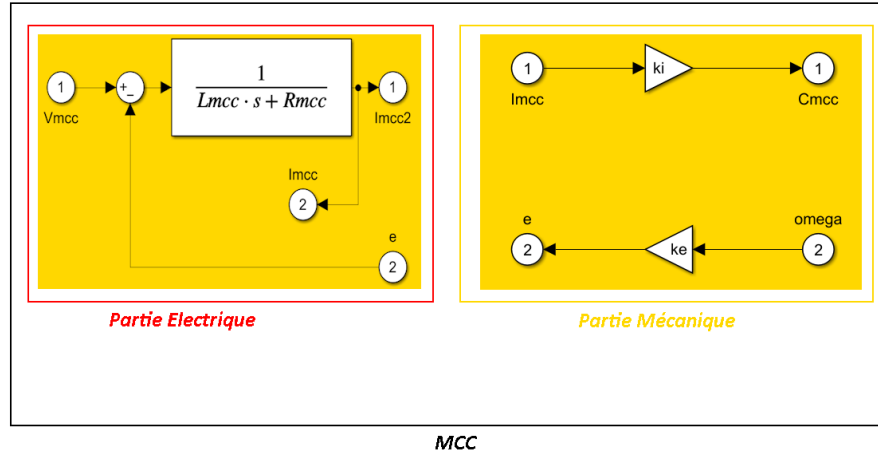 1
Vmcc
+
-
1
Lmcc · s + Rmcc
1
Imcc2
Imcc
2
e
2
Partie Electrique
1
Imcc
ki
1
Cmcc
e
2
ke
omega
2
Partie Mécanique
MCC